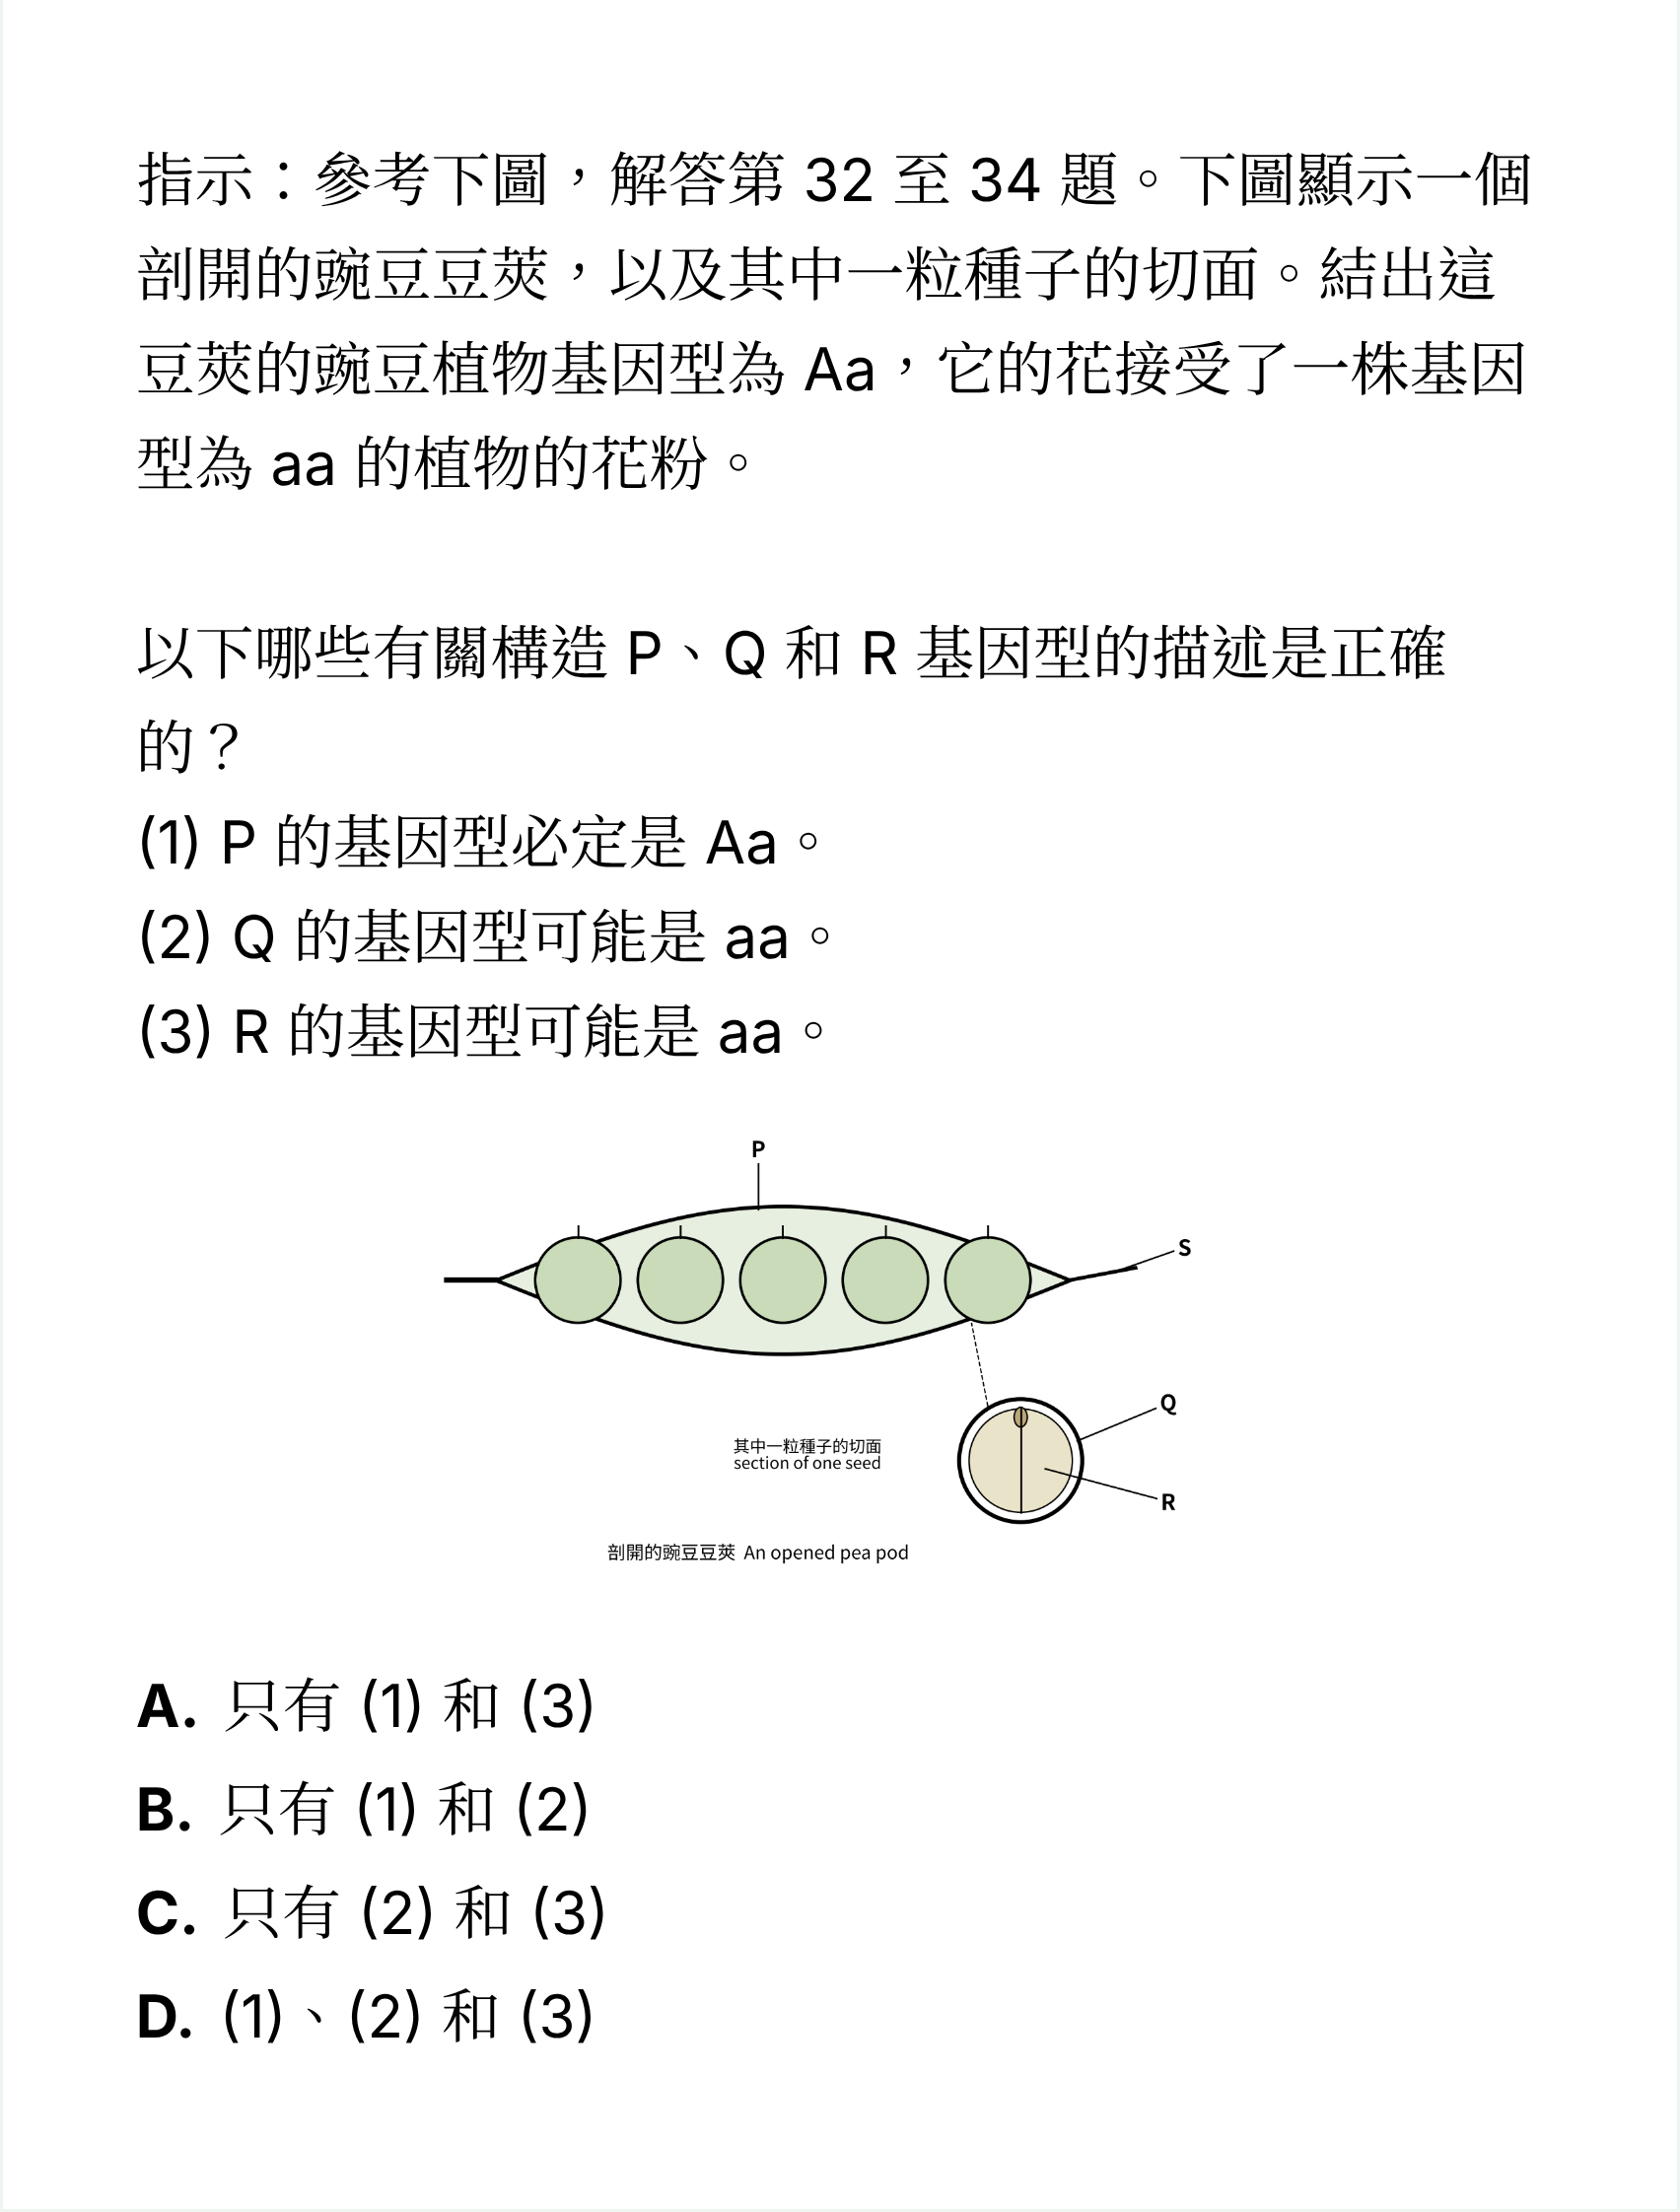 指示：參考下圖，解答第 32 至 34 題。下圖顯示一個
剖開的豌豆豆莢，以及其中一粒種子的切面。結出這
豆莢的豌豆植物基因型為 Aa，它的花接受了一株基因
型為 aa 的植物的花粉。
以下哪些有關構造 P、Q 和 R 基因型的描述是正確
的？
(1) P 的基因型必定是 Aa。
(2) Q 的基因型可能是 aa。
(3) R 的基因型可能是 aa。
P
S
Q
其中一粒種子的切面
section of one seed
R
剖開的豌豆豆莢 An opened pea pod
A. 只有 (1) 和 (3)
B. 只有 (1) 和 (2)
C. 只有 (2) 和 (3)
D. (1)、(2) 和 (3)